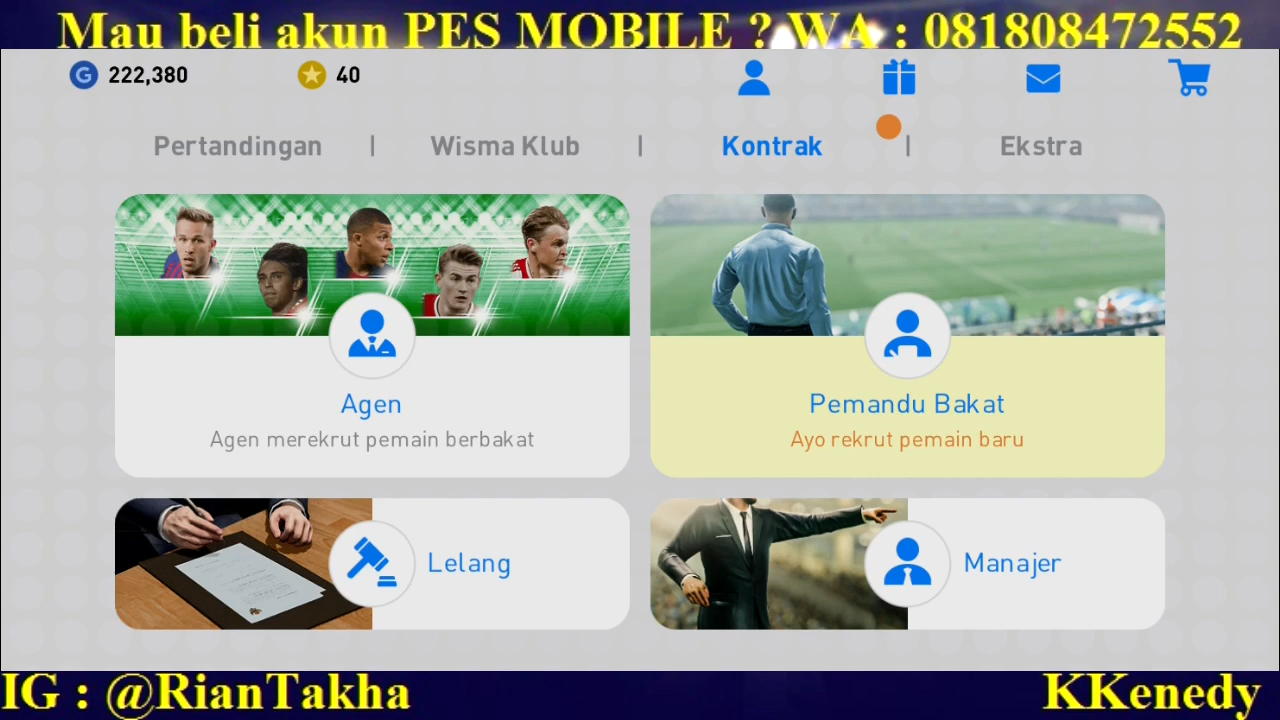 Mau beli akun PES MOBILE ? WA : 081808472552
G 222,380 40
Pertandingan | Wisma Klub | Kontrak | Ekstra
Agen
Agen merekrut pemain berbakat
Pemandu Bakat
Ayo rekrut pemain baru
Lelang
Manajer
IG : @RianTakha
KKenedy